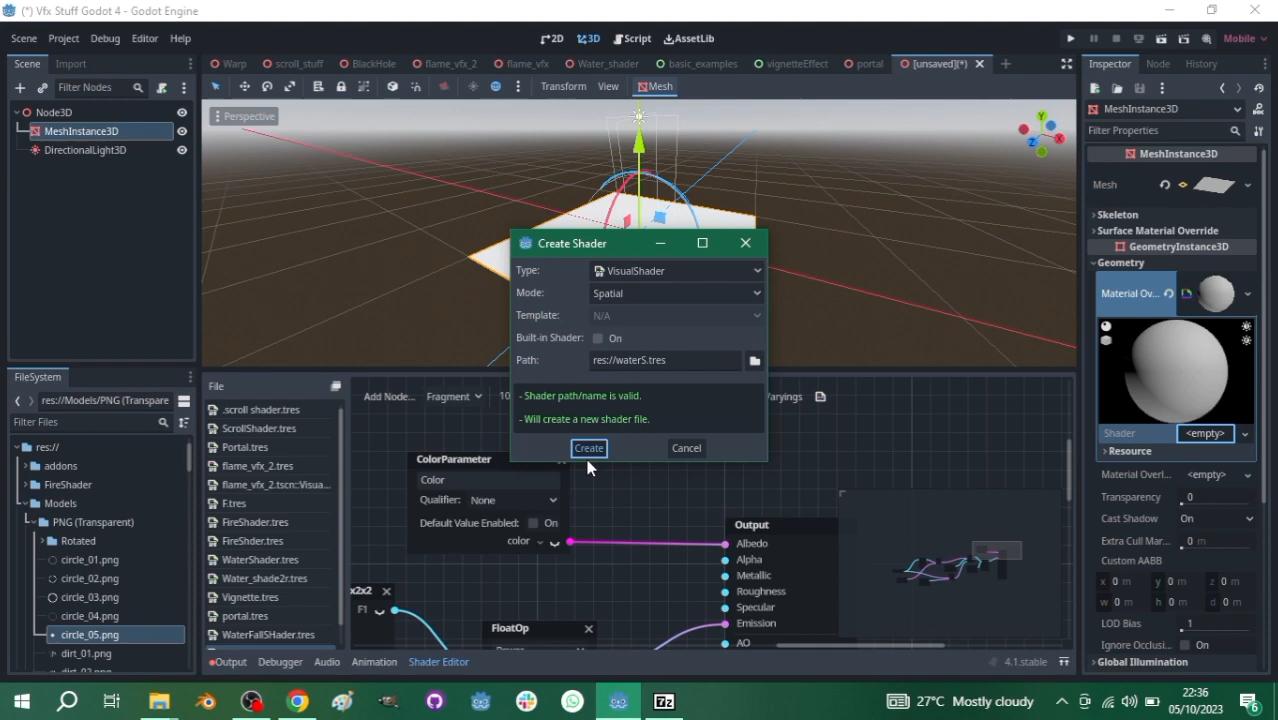 (*) Vfx Stuff Godot 4 - Godot Engine
Scene Project Debug Editor Help
2D 3D Script AssetLib
Mobile
Scene Import
Warp scroll_stuff BlackHole flame_vfx_2 flame_vfx Water_shader basic_examples vignetteEffect portal [unsaved](*)
Inspector Node History
Filter Nodes
Transform View Mesh
Node3D
MeshInstance3D
DirectionalLight3D
Perspective
Y
X
Z
MeshInstance3D
Filter Properties
MeshInstance3D
Mesh
Skeleton
Surface Material Override
GeometryInstance3D
Geometry
Material Ov...
Shader <empty>
Resource
Material Overl... <empty>
Transparency 0
Cast Shadow On
Extra Cull Mar... 0 m
Custom AABB
x 0 m y 0 m z 0 m
w 0 m h 0 m d 0 m
LOD Bias 1
Ignore Occlusi... On
Global Illumination
Create Shader
Type: VisualShader
Mode: Spatial
Template: N/A
Built-in Shader: On
Path: res://waterS.tres
- Shader path/name is valid.
- Will create a new shader file.
Create Cancel
FileSystem
res://Models/PNG (Transpare
Filter Files
res://
addons
FireShader
Models
PNG (Transparent)
Rotated
circle_01.png
circle_02.png
circle_03.png
circle_04.png
circle_05.png
dirt_01.png
File
.scroll shader.tres
ScrollShader.tres
Portal.tres
flame_vfx_2.tres
flame_vfx_2.tscn::Visua...
F.tres
FireShader.tres
FireShder.tres
WaterShader.tres
Water_shade2r.tres
Vignette.tres
portal.tres
WaterFallSHader.tres
Add Node... Fragment 10
aryings
ColorParameter
Color
Qualifier: None
Default Value Enabled: On
color
x2x2
F1
FloatOp
Output
Albedo
Alpha
Metallic
Roughness
Specular
Emission
AO
Output Debugger Audio Animation Shader Editor
4.1.stable
27°C Mostly cloudy
22:36
05/10/2023
6